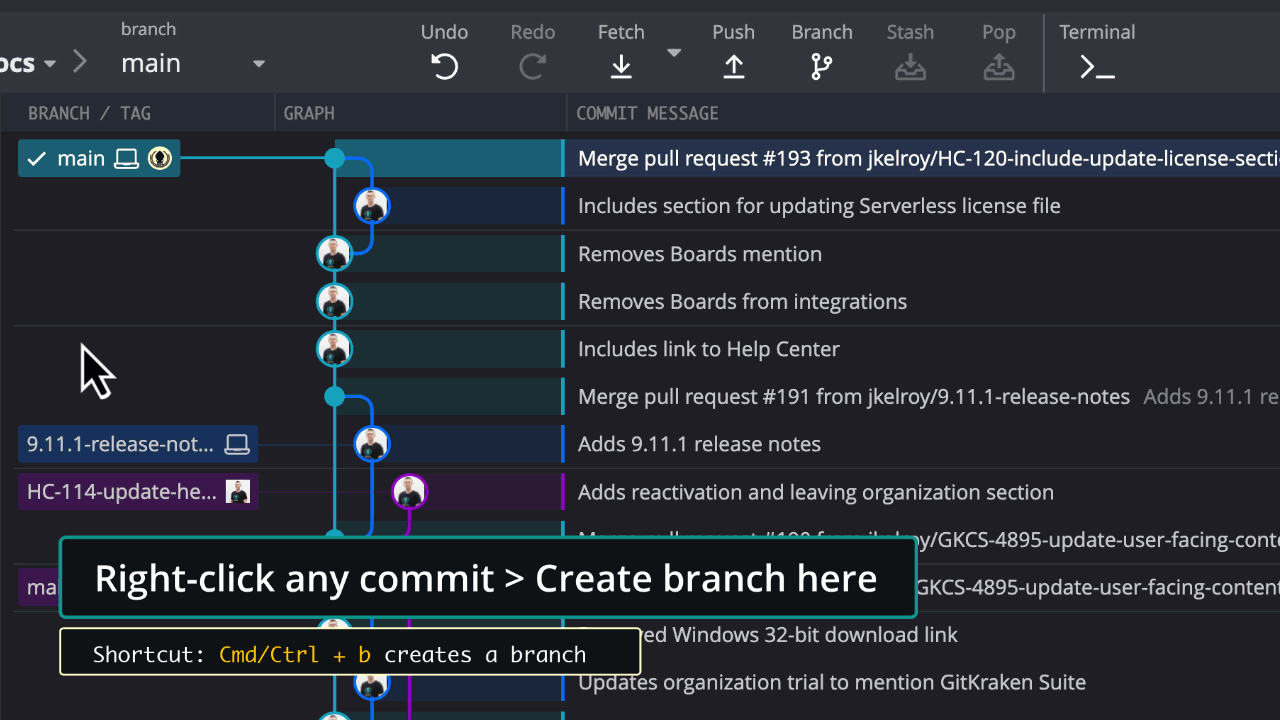 branch
ocs
main
Undo
Redo
Fetch
Push
Branch
Stash
Pop
Terminal
BRANCH / TAG
GRAPH
COMMIT MESSAGE
main
Merge pull request #193 from jkelroy/HC-120-include-update-license-secti
Includes section for updating Serverless license file
Removes Boards mention
Removes Boards from integrations
Includes link to Help Center
Merge pull request #191 from jkelroy/9.11.1-release-notes Adds 9.11.1 re
9.11.1-release-not...
Adds 9.11.1 release notes
HC-114-update-he...
Adds reactivation and leaving organization section
/GKCS-4895-update-user-facing-conte
Right-click any commit > Create branch here
mai
GKCS-4895-update-user-facing-content
Windows 32-bit download link
Shortcut: Cmd/Ctrl + b creates a branch
Updates organization trial to mention GitKraken Suite